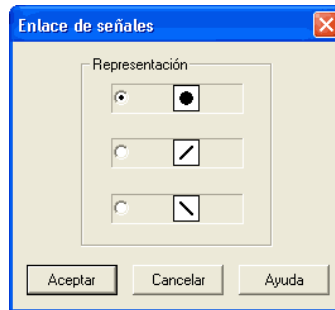 Enlace de señales
Representación
Aceptar
Cancelar
Ayuda